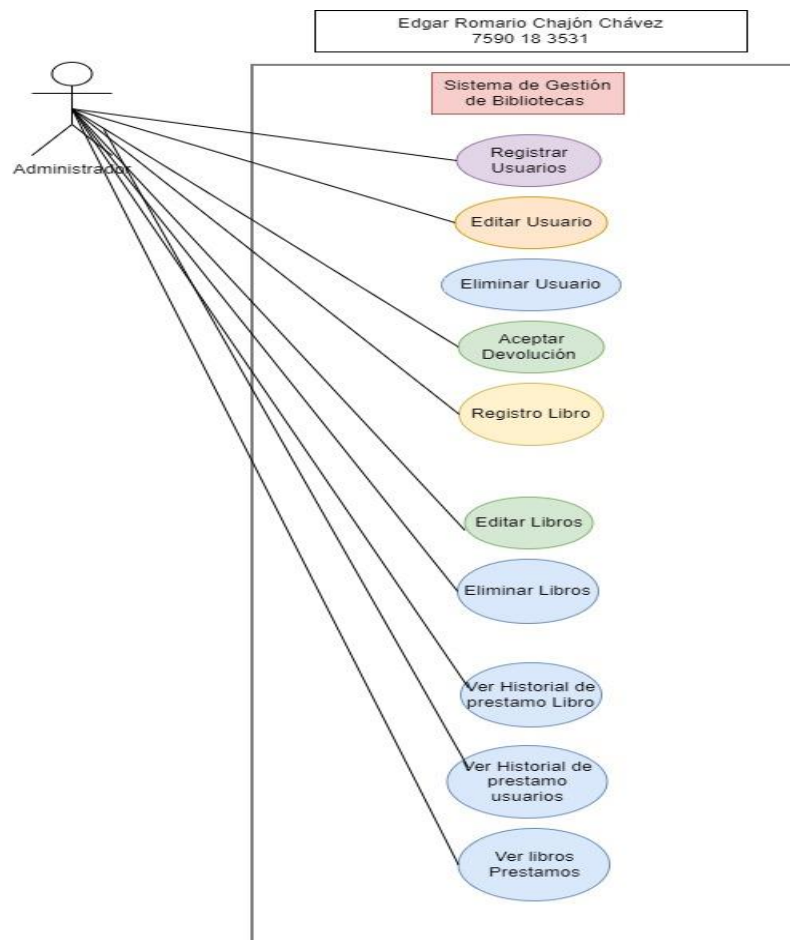 Edgar Romario Chajón Chávez
7590 18 3531
Sistema de Gestión
de Bibliotecas
Administrador
Registrar
Usuarios
Editar Usuario
Eliminar Usuario
Aceptar
Devolución
Registro Libro
Editar Libros
Eliminar Libros
Ver Historial de
prestamo Libro
Ver Historial de
prestamo
usuarios
Ver libros
Prestamos